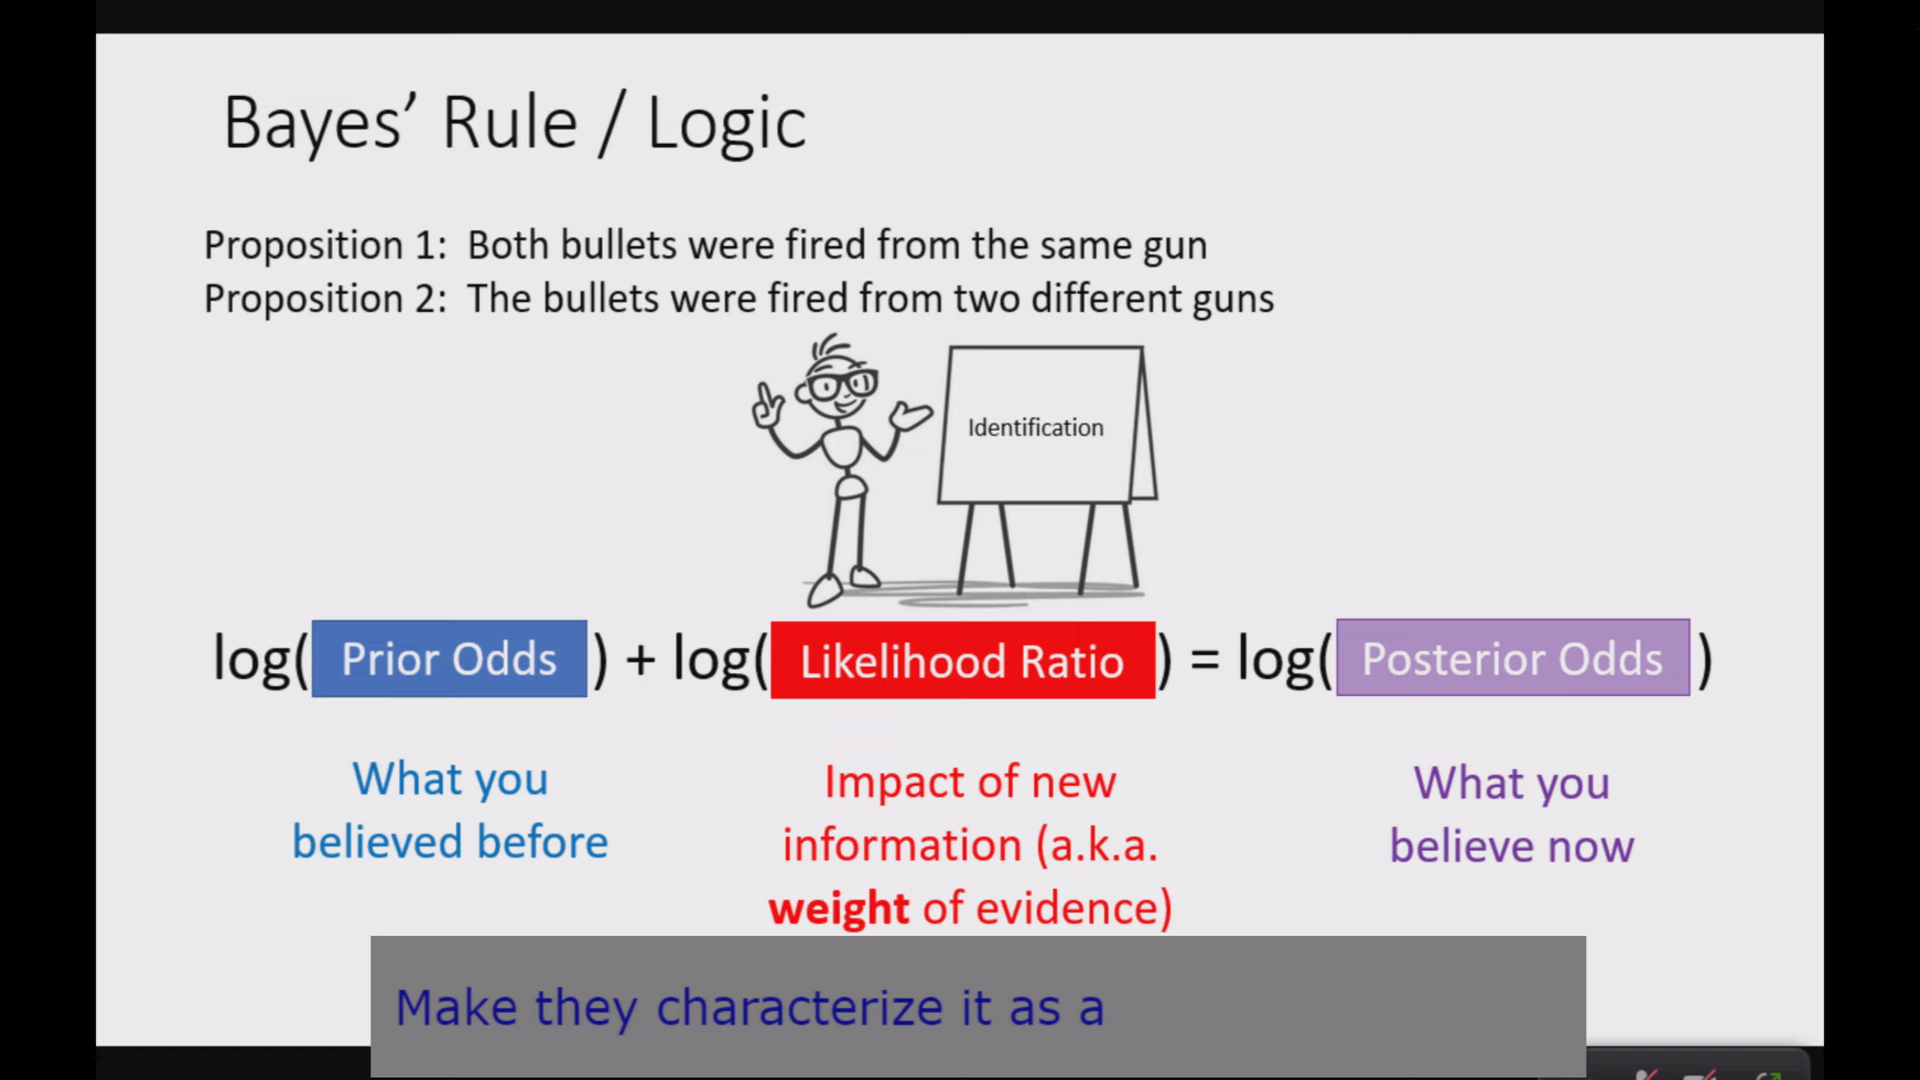 Bayes’ Rule / Logic
Proposition 1: Both bullets were fired from the same gun
Proposition 2: The bullets were fired from two different guns
Identification
log( Prior Odds ) + log( Likelihood Ratio ) = log( Posterior Odds )
What you
believed before
Impact of new
information (a.k.a.
weight of evidence)
What you
believe now
Make they characterize it as a